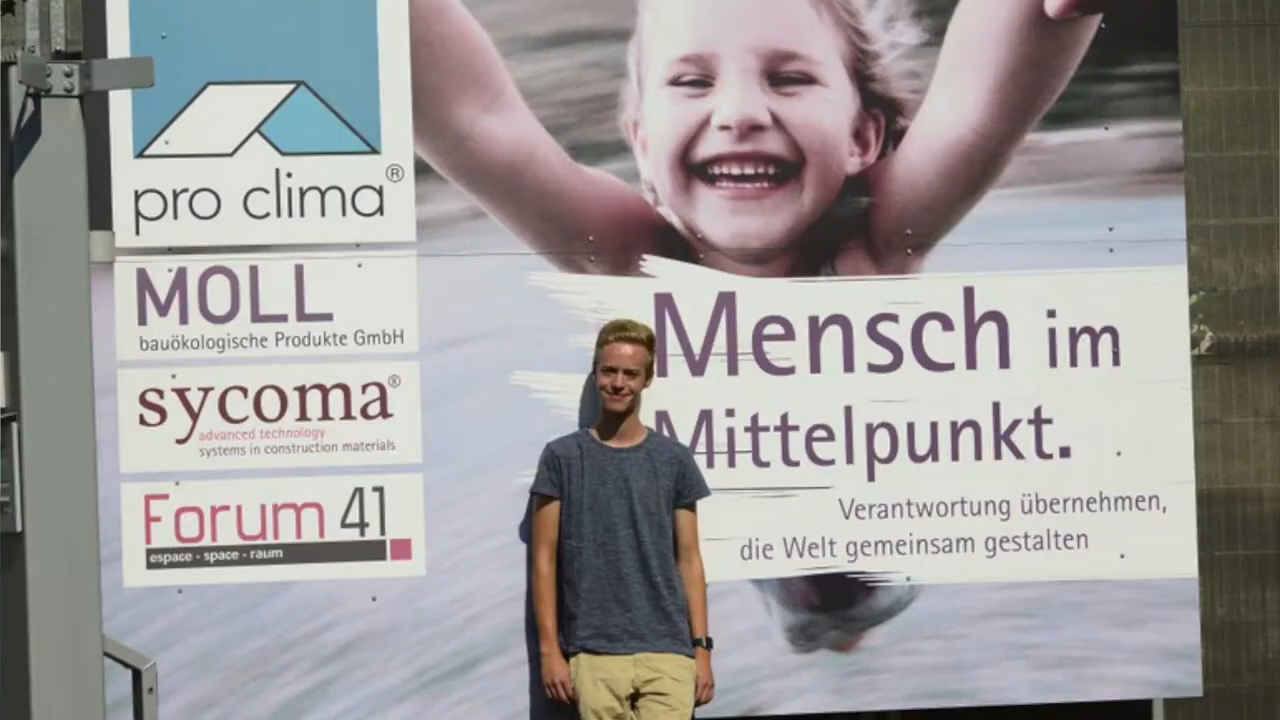 pro clima®
MOLL
bauökologische Produkte GmbH
sycoma®
advanced technology
systems in construction materials
Forum 41
espace - space - raum
Mensch im
Mittelpunkt.
Verantwortung übernehmen,
die Welt gemeinsam gestalten